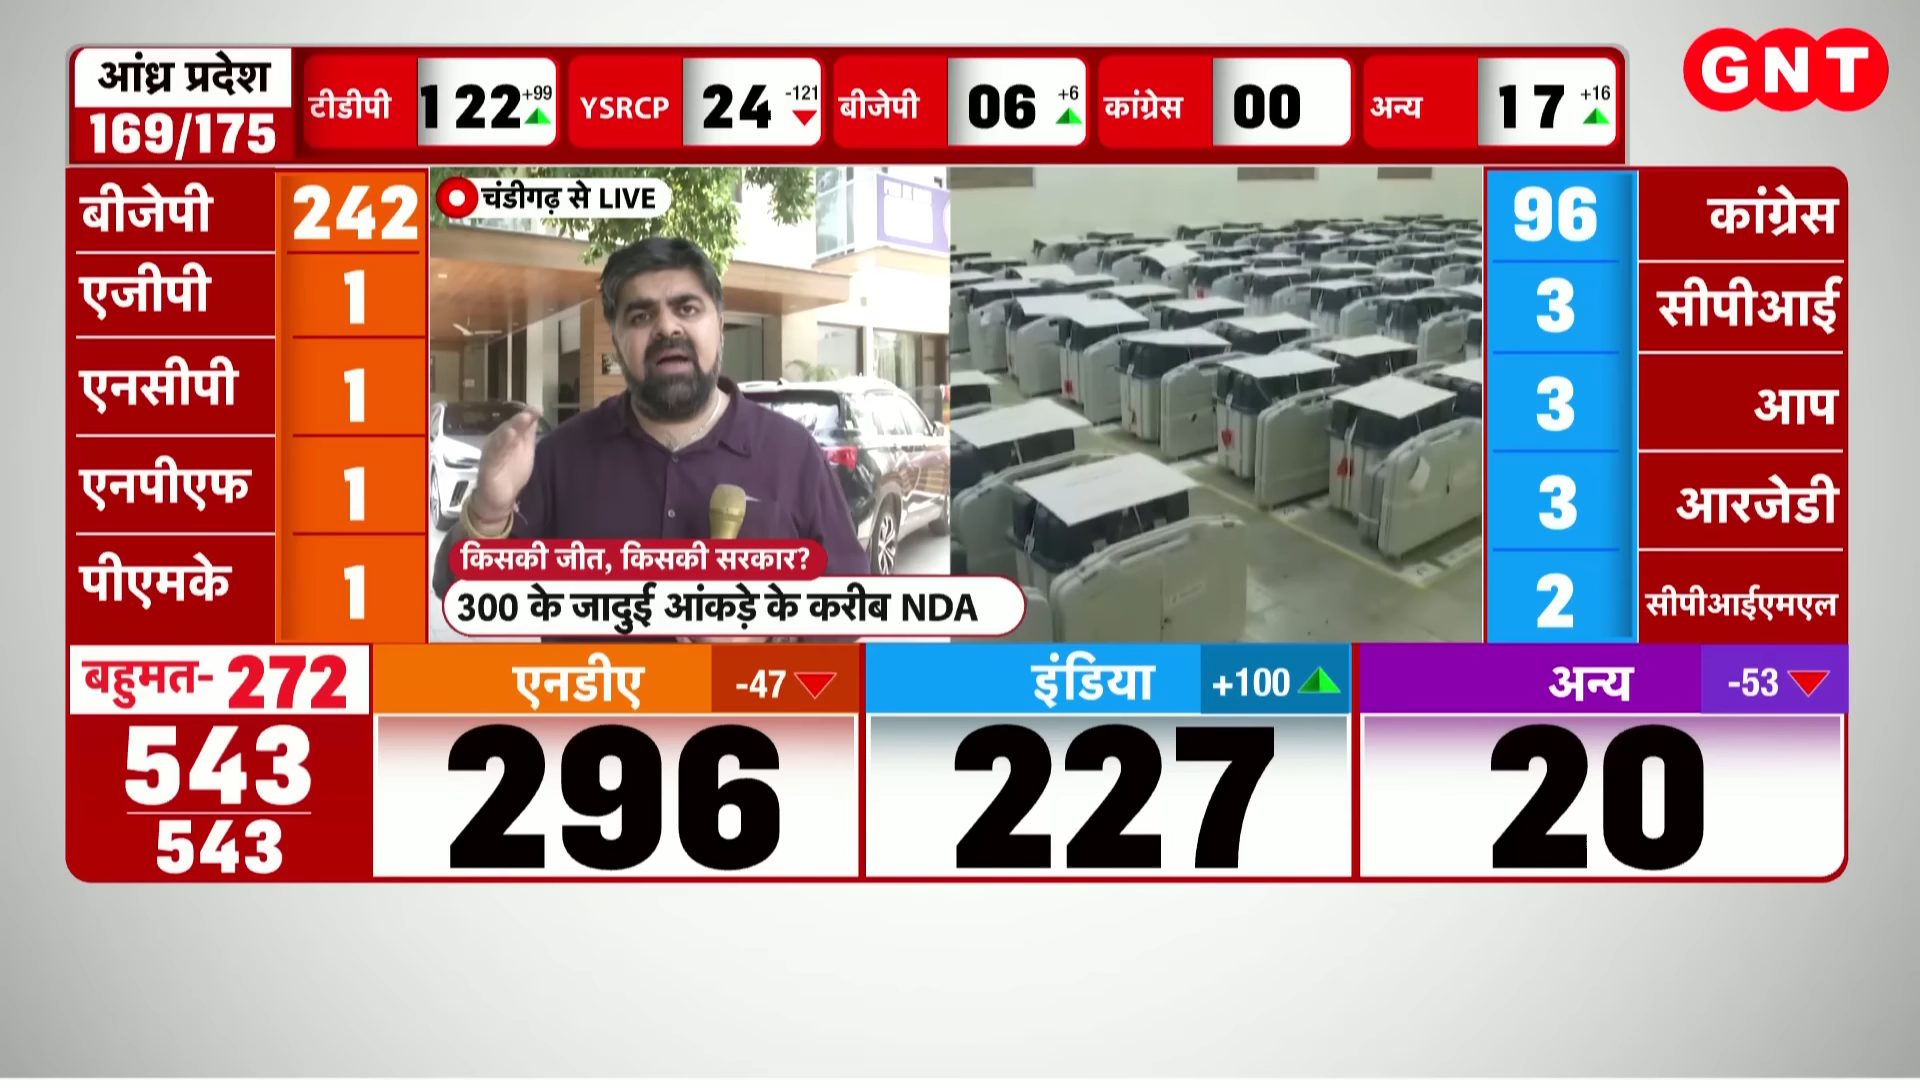 आंध्र प्रदेश
169/175
टीडीपी 122 +99
YSRCP 24 -121
बीजेपी 06 +6
कांग्रेस 00
अन्य 17 +16
GNT
बीजेपी 242
एजीपी 1
एनसीपी 1
एनपीएफ 1
पीएमके 1
चंडीगढ़ से LIVE
किसकी जीत, किसकी सरकार?
300 के जादुई आंकड़े के करीब NDA
96 कांग्रेस
3 सीपीआई
3 आप
3 आरजेडी
2 सीपीआईएमएल
बहुमत- 272
543
543
एनडीए -47
296
इंडिया +100
227
अन्य -53
20